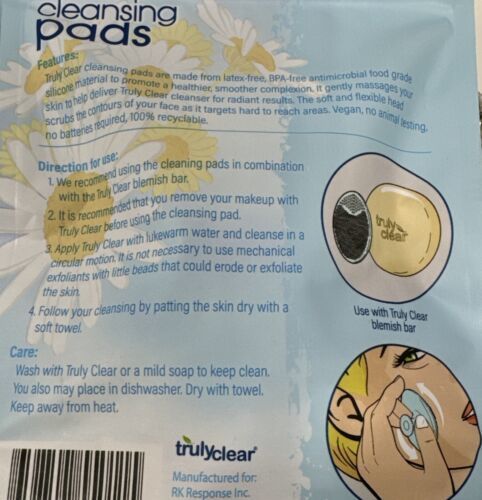 cleansing
pads
Features:
Truly Clear cleansing pads are made from latex-free, BPA-free antimicrobial food grade
silicone material to promote a healthier, smoother complexion. It gently massages your
skin to help deliver Truly Clear cleanser for radiant results. The soft and flexible head
scrubs the contours of your face as it targets hard to reach areas. Vegan, no animal testing,
no batteries required, 100% recyclable.
Direction for use:
1. We recommend using the cleaning pads in combination
with the Truly Clear blemish bar.
2. It is recommended that you remove your makeup with
Truly Clear before using the cleansing pad.
3. Apply Truly Clear with lukewarm water and cleanse in a
circular motion. It is not necessary to use mechanical
exfoliants with little beads that could erode or exfoliate
the skin.
4. Follow your cleansing by patting the skin dry with a
soft towel.
truly
clear
Use with Truly Clear
blemish bar
Care:
Wash with Truly Clear or a mild soap to keep clean.
You also may place in dishwasher. Dry with towel.
Keep away from heat.
trulyclear
Manufactured for:
RK Response Inc.